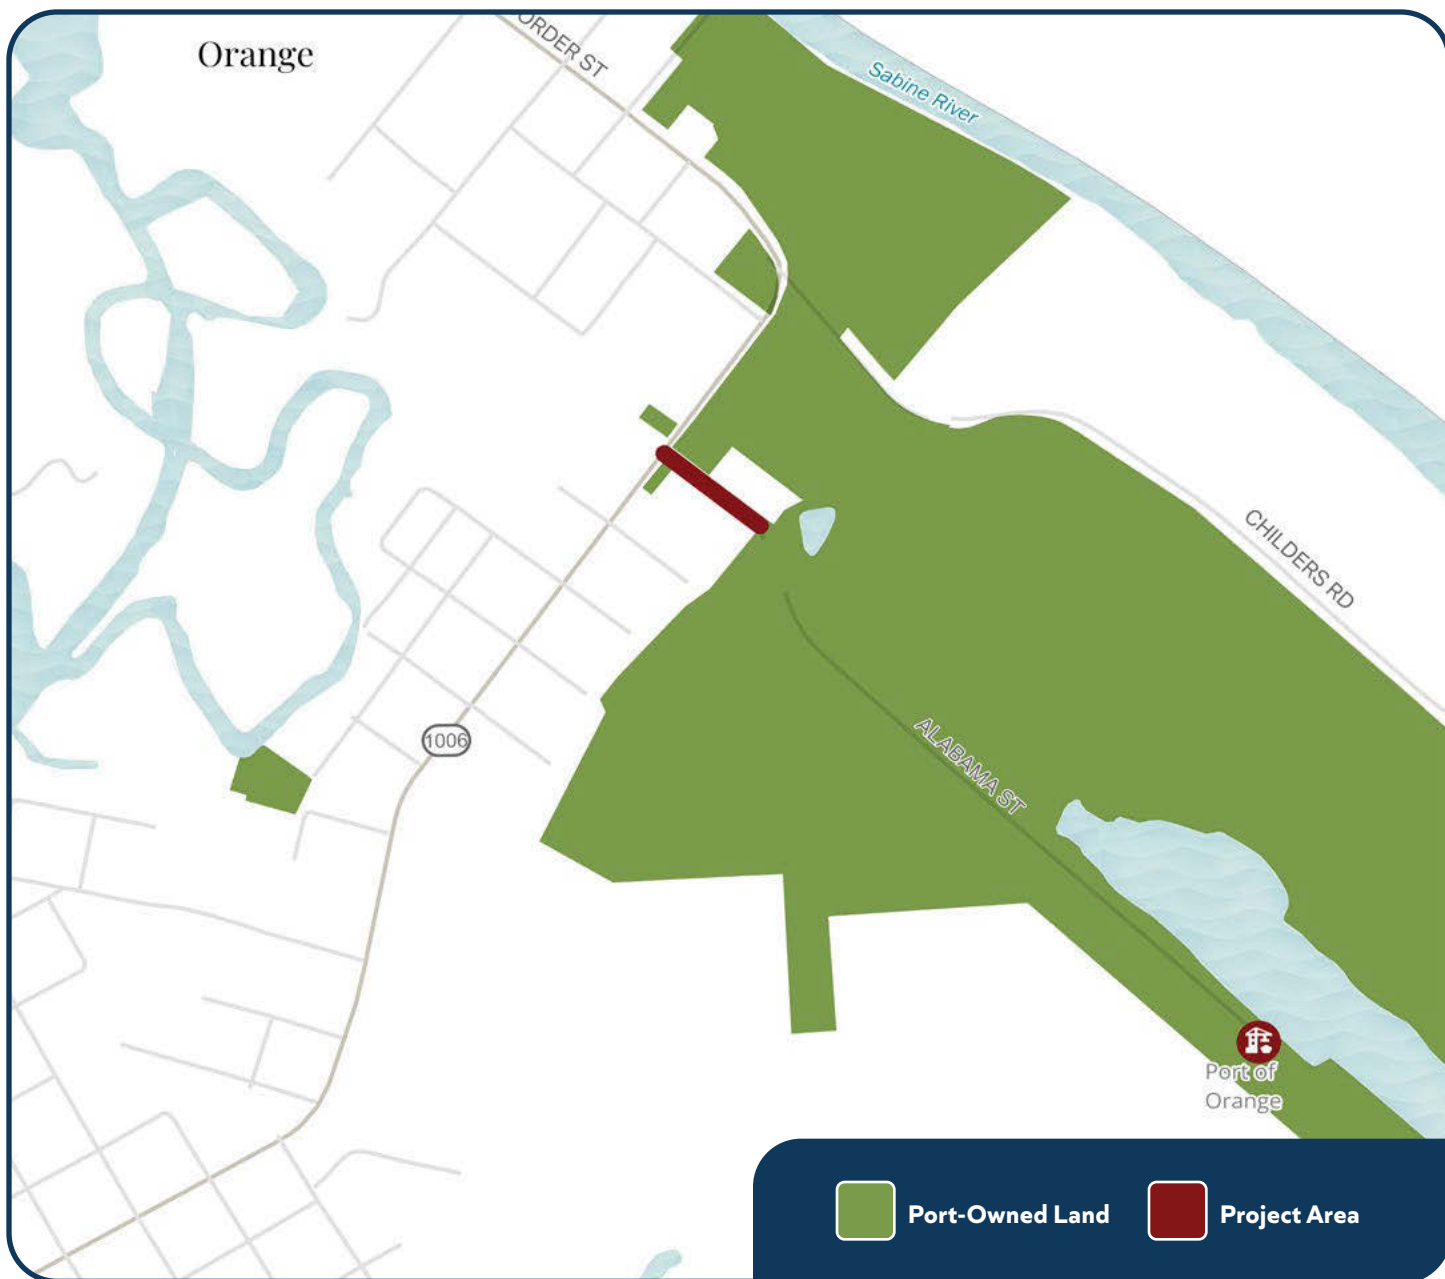 Orange
ORDER ST
Sabine River
CHILDERS RD
1006
ALABAMA ST
Port of
Orange
Port-Owned Land
Project Area